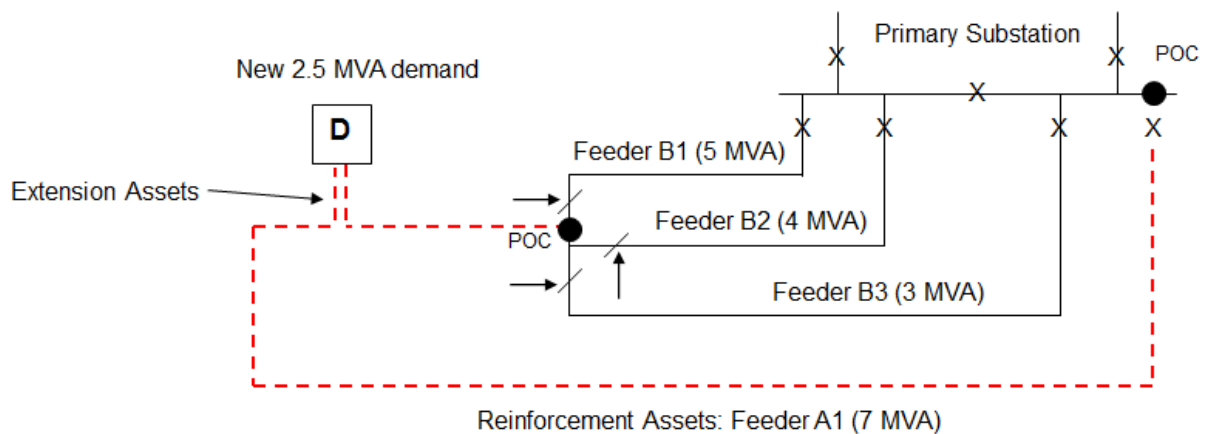 Primary Substation
POC
New 2.5 MVA demand
X
X
X
D
X
X
X
X
Feeder B1 (5 MVA)
Extension Assets
Feeder B2 (4 MVA)
POC
Feeder B3 (3 MVA)
Reinforcement Assets: Feeder A1 (7 MVA)